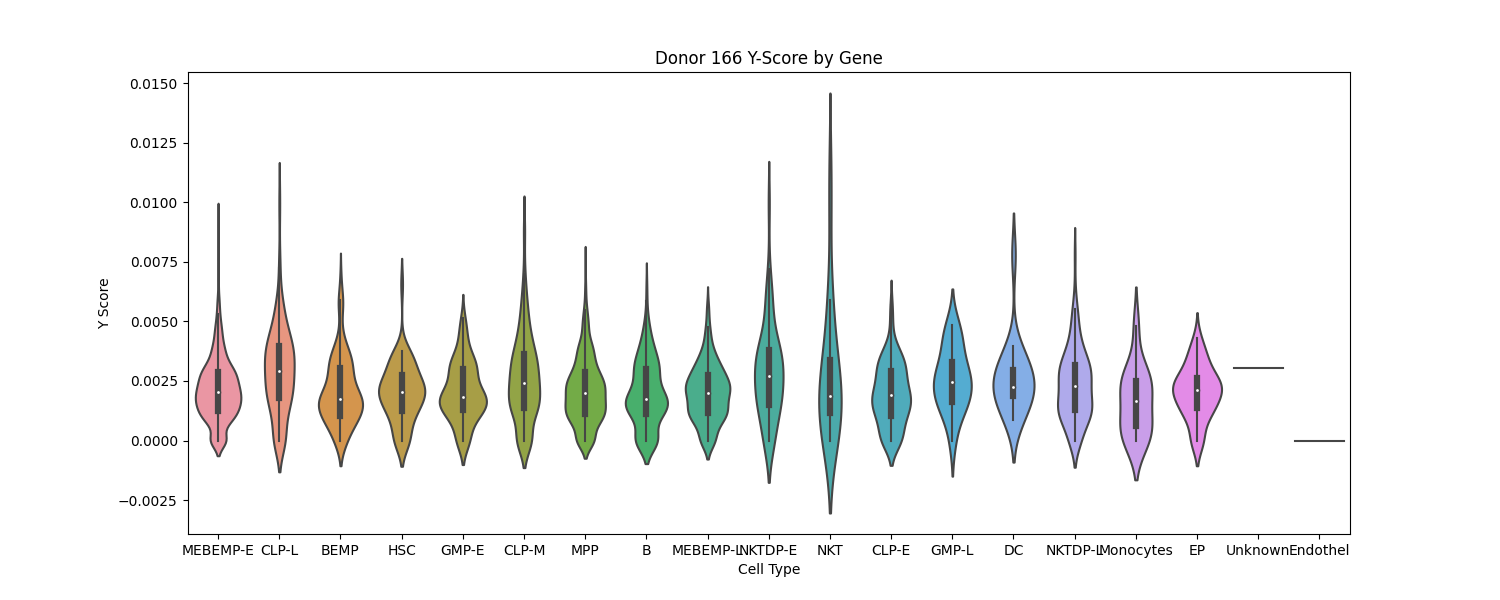 Donor 166 Y-Score by Gene
0.0150
0.0125
0.0100
0.0075
0.0050
0.0025
0.0000
−0.0025
Y Score
MEBEMP-E CLP-L BEMP HSC GMP-E CLP-M MPP B MEBEMP-L NKTDP-E NKT CLP-E GMP-L DC NKTDP-L Monocytes EP Unknown Endothel
Cell Type